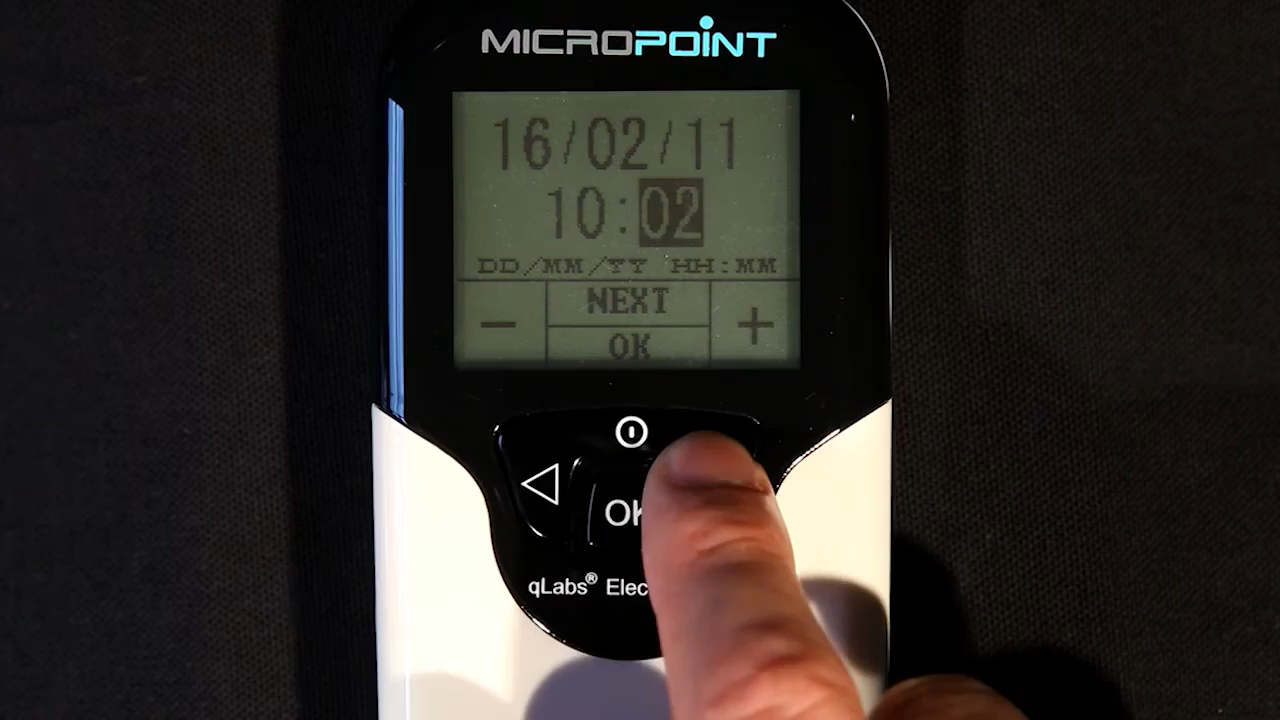 MICROPOINT
16/02/11
10:02
DD/MM/YY HH:MM
NEXT
- +
OK
OK
qLabs® Elec